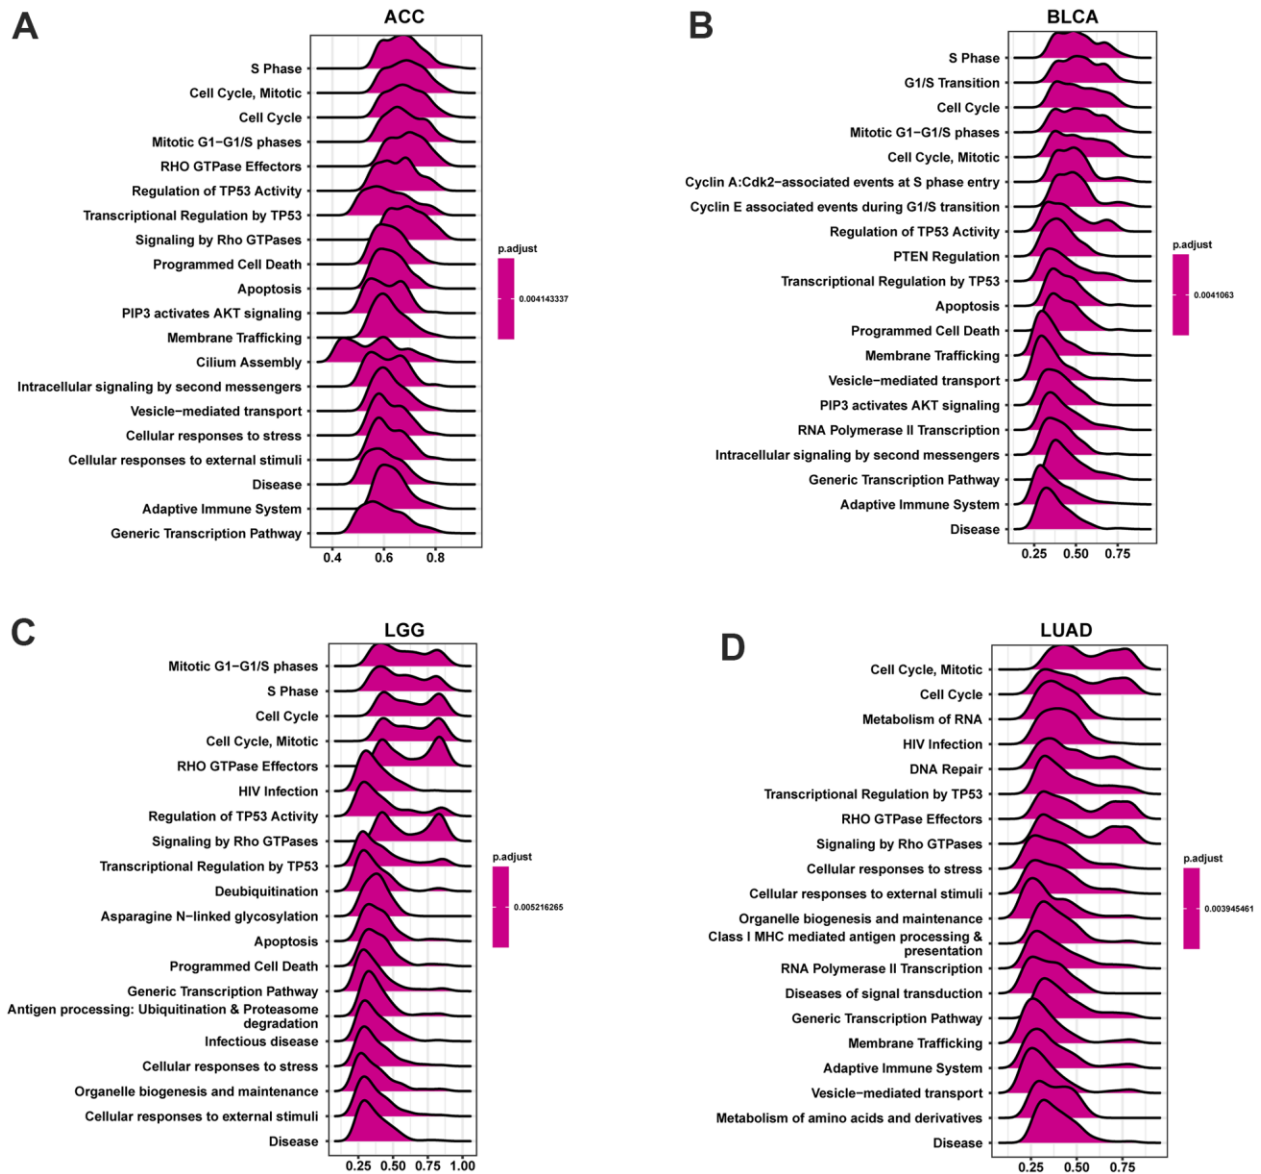 A
ACC
S Phase
Cell Cycle, Mitotic
Cell Cycle
Mitotic G1−G1/S phases
RHO GTPase Effectors
Regulation of TP53 Activity
Transcriptional Regulation by TP53
Signaling by Rho GTPases
Programmed Cell Death
Apoptosis
PIP3 activates AKT signaling
Membrane Trafficking
Cilium Assembly
Intracellular signaling by second messengers
Vesicle−mediated transport
Cellular responses to stress
Cellular responses to external stimuli
Disease
Adaptive Immune System
Generic Transcription Pathway
0.4 0.6 0.8
p.adjust
0.004143337
B
BLCA
S Phase
G1/S Transition
Cell Cycle
Mitotic G1−G1/S phases
Cell Cycle, Mitotic
Cyclin A:Cdk2−associated events at S phase entry
Cyclin E associated events during G1/S transition
Regulation of TP53 Activity
PTEN Regulation
Transcriptional Regulation by TP53
Apoptosis
Programmed Cell Death
Membrane Trafficking
Vesicle−mediated transport
PIP3 activates AKT signaling
RNA Polymerase II Transcription
Intracellular signaling by second messengers
Generic Transcription Pathway
Adaptive Immune System
Disease
0.25 0.50 0.75
p.adjust
0.0041063
C
LGG
Mitotic G1−G1/S phases
S Phase
Cell Cycle
Cell Cycle, Mitotic
RHO GTPase Effectors
HIV Infection
Regulation of TP53 Activity
Signaling by Rho GTPases
Transcriptional Regulation by TP53
Deubiquitination
Asparagine N−linked glycosylation
Apoptosis
Programmed Cell Death
Generic Transcription Pathway
Antigen processing: Ubiquitination & Proteasome
degradation
Infectious disease
Cellular responses to stress
Organelle biogenesis and maintenance
Cellular responses to external stimuli
Disease
0.25 0.50 0.75 1.00
p.adjust
0.005216265
D
LUAD
Cell Cycle, Mitotic
Cell Cycle
Metabolism of RNA
HIV Infection
DNA Repair
Transcriptional Regulation by TP53
RHO GTPase Effectors
Signaling by Rho GTPases
Cellular responses to stress
Cellular responses to external stimuli
Organelle biogenesis and maintenance
Class I MHC mediated antigen processing &
presentation
RNA Polymerase II Transcription
Diseases of signal transduction
Generic Transcription Pathway
Membrane Trafficking
Adaptive Immune System
Vesicle−mediated transport
Metabolism of amino acids and derivatives
Disease
0.25 0.50 0.75
p.adjust
0.003945461